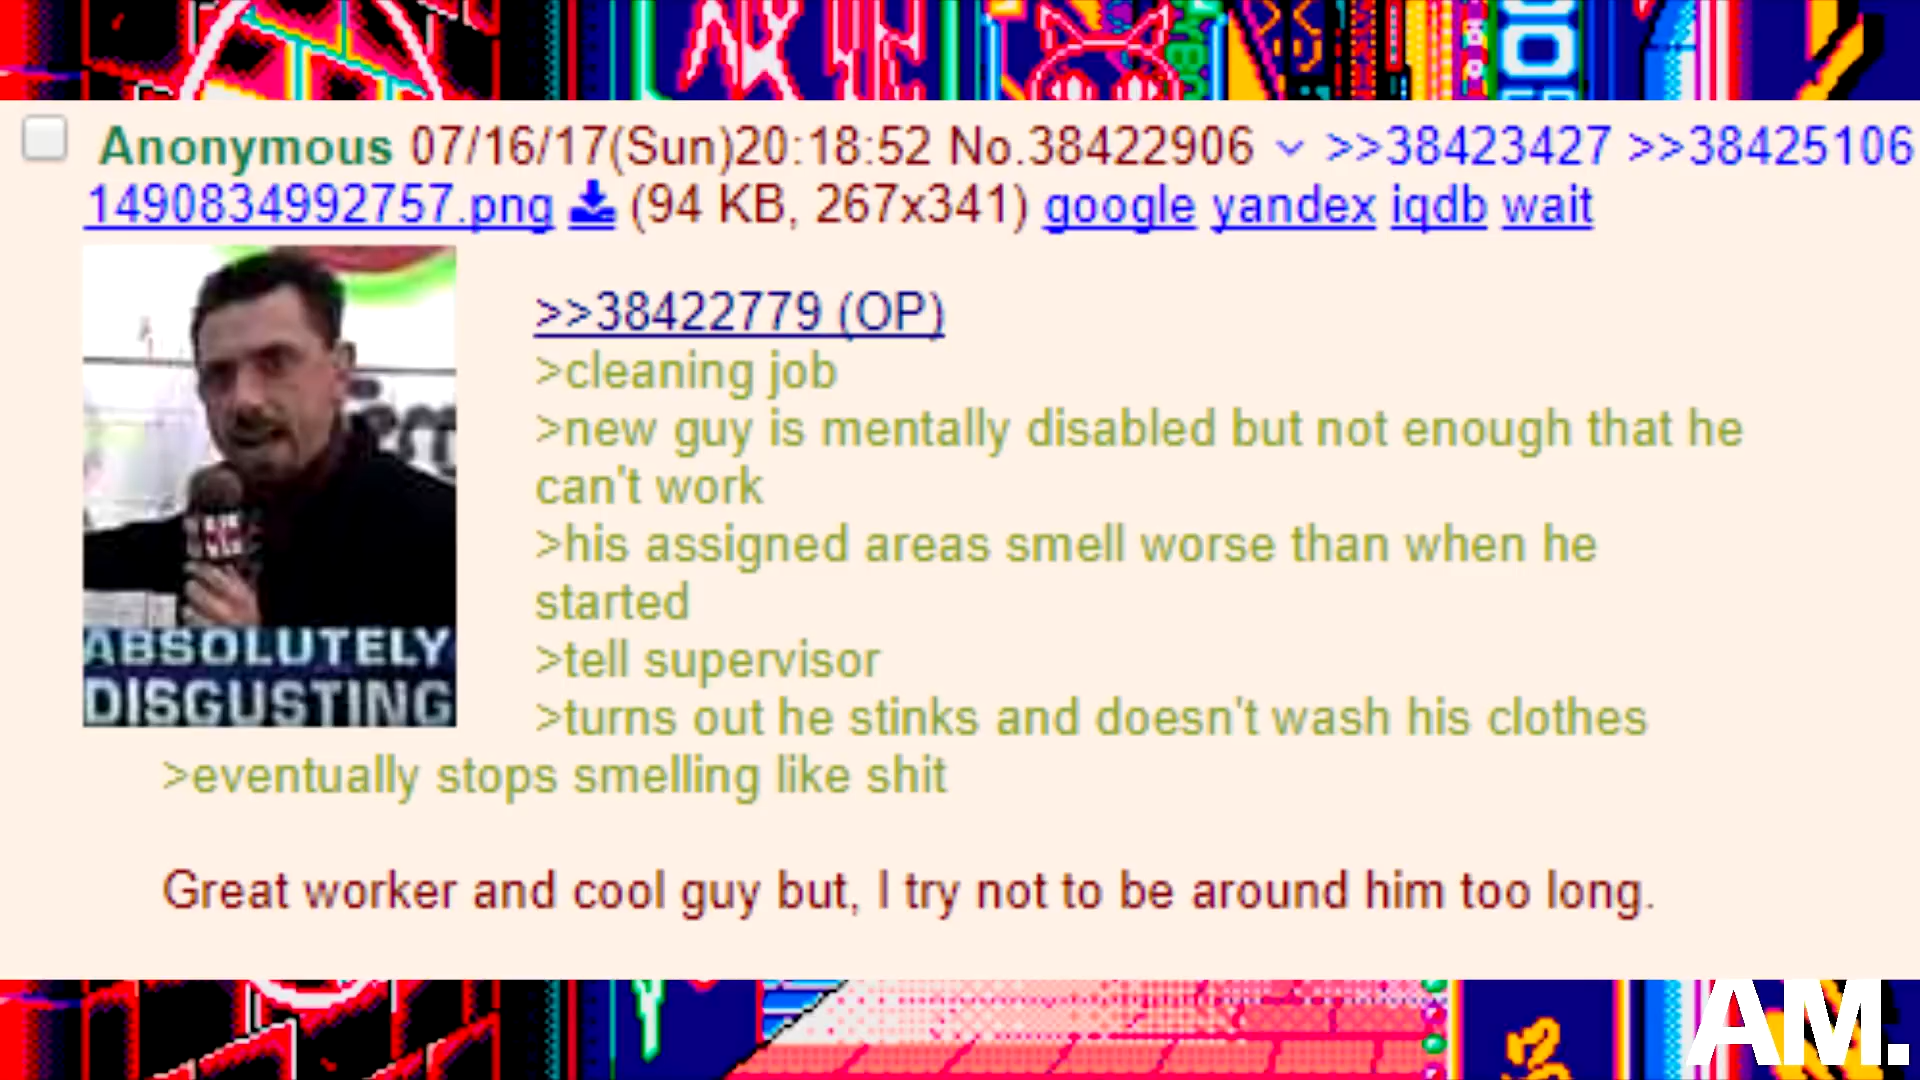 Anonymous 07/16/17(Sun)20:18:52 No.38422906 >>38423427 >>38425106
1490834992757.png (94 KB, 267x341) google yandex iqdb wait
>>38422779 (OP)
>cleaning job
>new guy is mentally disabled but not enough that he
can't work
>his assigned areas smell worse than when he
started
>tell supervisor
>turns out he stinks and doesn't wash his clothes
>eventually stops smelling like shit
ABSOLUTELY
DISGUSTING
Great worker and cool guy but, I try not to be around him too long.
AM.